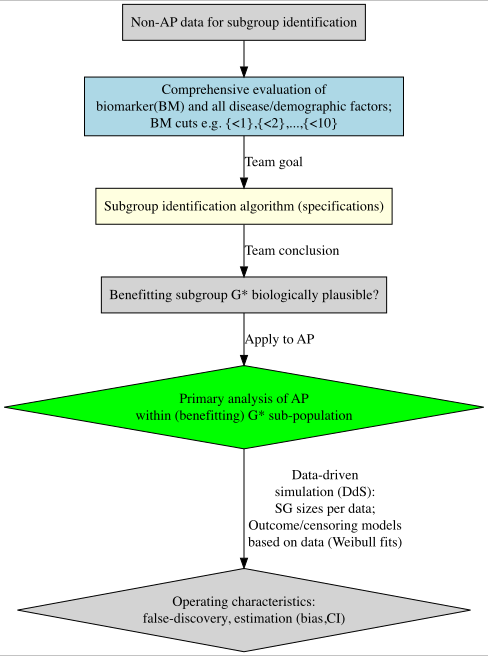 Non-AP data for subgroup identification
Comprehensive evaluation of
biomarker(BM) and all disease/demographic factors;
BM cuts e.g. {<1},{<2},...,{<10}
Team goal
Subgroup identification algorithm (specifications)
Team conclusion
Benefitting subgroup G* biologically plausible?
Apply to AP
Primary analysis of AP
within (benefitting) G* sub-population
Data-driven
simulation (DdS):
SG sizes per data;
Outcome/censoring models
based on data (Weibull fits)
Operating characteristics:
false-discovery, estimation (bias,CI)